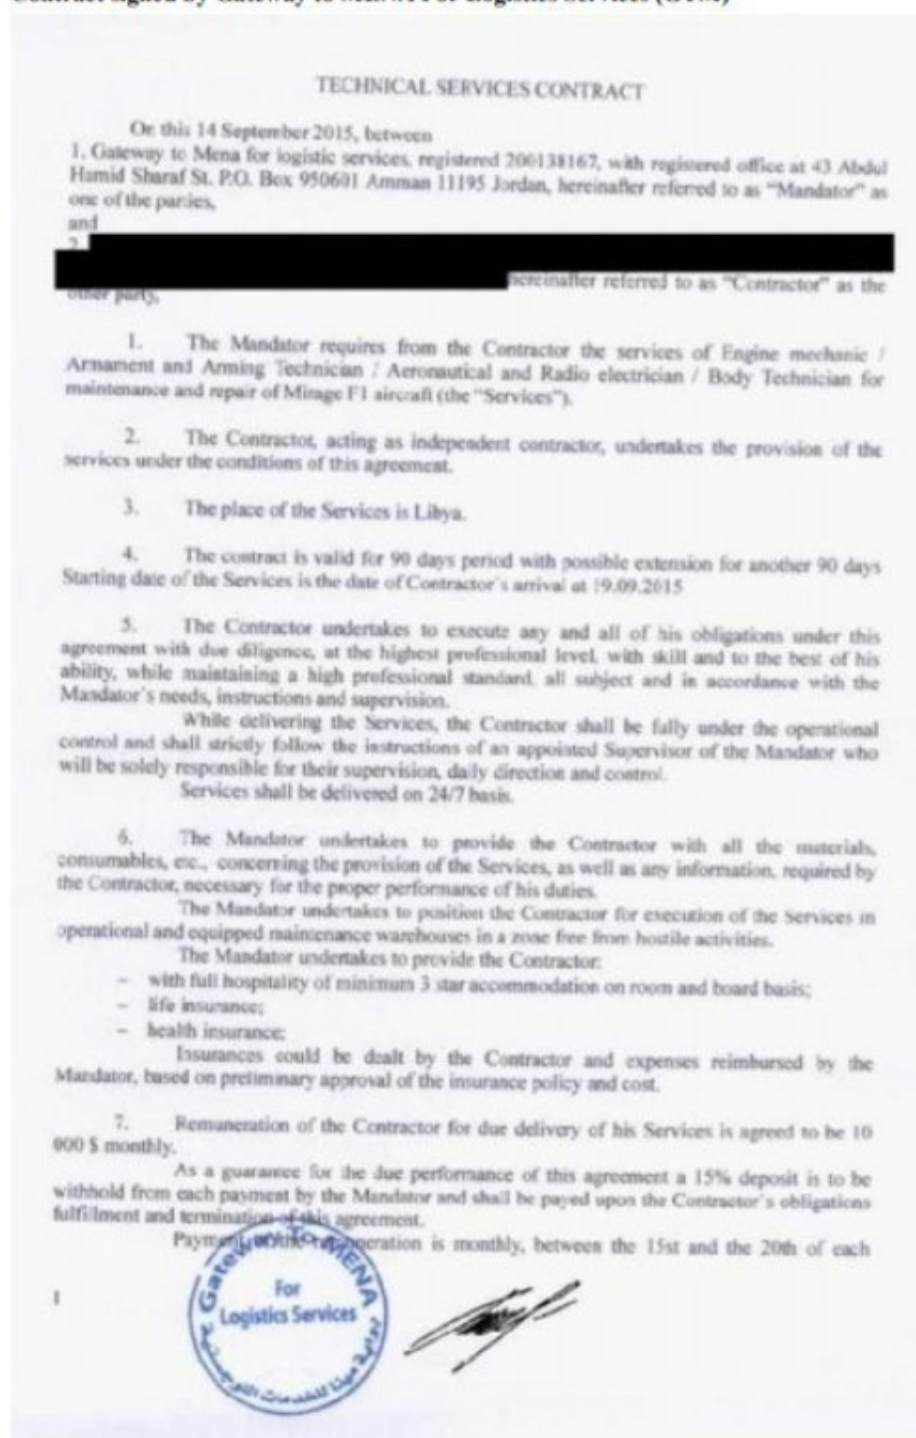 Contract signed by Gateway to MENA For Logistics Services (GTM)
TECHNICAL SERVICES CONTRACT
On this 14 September 2015, between
1. Gateway to Mena for logistic services, registered 200138167, with registered office at 43 Abdul
Hamid Sharaf St. P.O. Box 950601 Amman 11195 Jordan, hereinafter referred to as "Mandator" as
one of the parties,
and
2.
hereinafter referred to as "Contractor" as the
other party,
1. The Mandator requires from the Contractor the services of Engine mechanic /
Armament and Arming Technician / Aeronautical and Radio electrician / Body Technician for
maintenance and repair of Mirage F1 aircraft (the "Services").
2. The Contractor, acting as independent contractor, undertakes the provision of the
services under the conditions of this agreement.
3. The place of the Services is Libya.
4. The contract is valid for 90 days period with possible extension for another 90 days
Starting date of the Services is the date of Contractor's arrival at 19.09.2015
5. The Contractor undertakes to execute any and all of his obligations under this
agreement with due diligence, at the highest professional level, with skill and to the best of his
ability, while maintaining a high professional standard, all subject and in accordance with the
Mandator's needs, instructions and supervision.
While delivering the Services, the Contractor shall be fully under the operational
control and shall strictly follow the instructions of an appointed Supervisor of the Mandator who
will be solely responsible for their supervision, daily direction and control.
Services shall be delivered on 24/7 basis.
6. The Mandator undertakes to provide the Contractor with all the materials,
consumables, etc., concerning the provision of the Services, as well as any information, required by
the Contractor, necessary for the proper performance of his duties.
The Mandator undertakes to position the Contractor for execution of the Services in
operational and equipped maintenance warehouses in a zone free from hostile activities.
The Mandator undertakes to provide the Contractor:
– with full hospitality of minimum 3 star accommodation on room and board basis;
– life insurance;
– health insurance;
Insurances could be dealt by the Contractor and expenses reimbursed by the
Mandator, based on preliminary approval of the insurance policy and cost.
7. Remuneration of the Contractor for due delivery of his Services is agreed to be 10
000 $ monthly.
As a guarantee for the due performance of this agreement a 15% deposit is to be
withhold from each payment by the Mandator and shall be payed upon the Contractor's obligations
fulfillment and termination of this agreement.
Payment of the remuneration is monthly, between the 15st and the 20th of each
1
Gateway To MENA
For
Logistics Services
بوابة مينا للخدمات اللوجستية